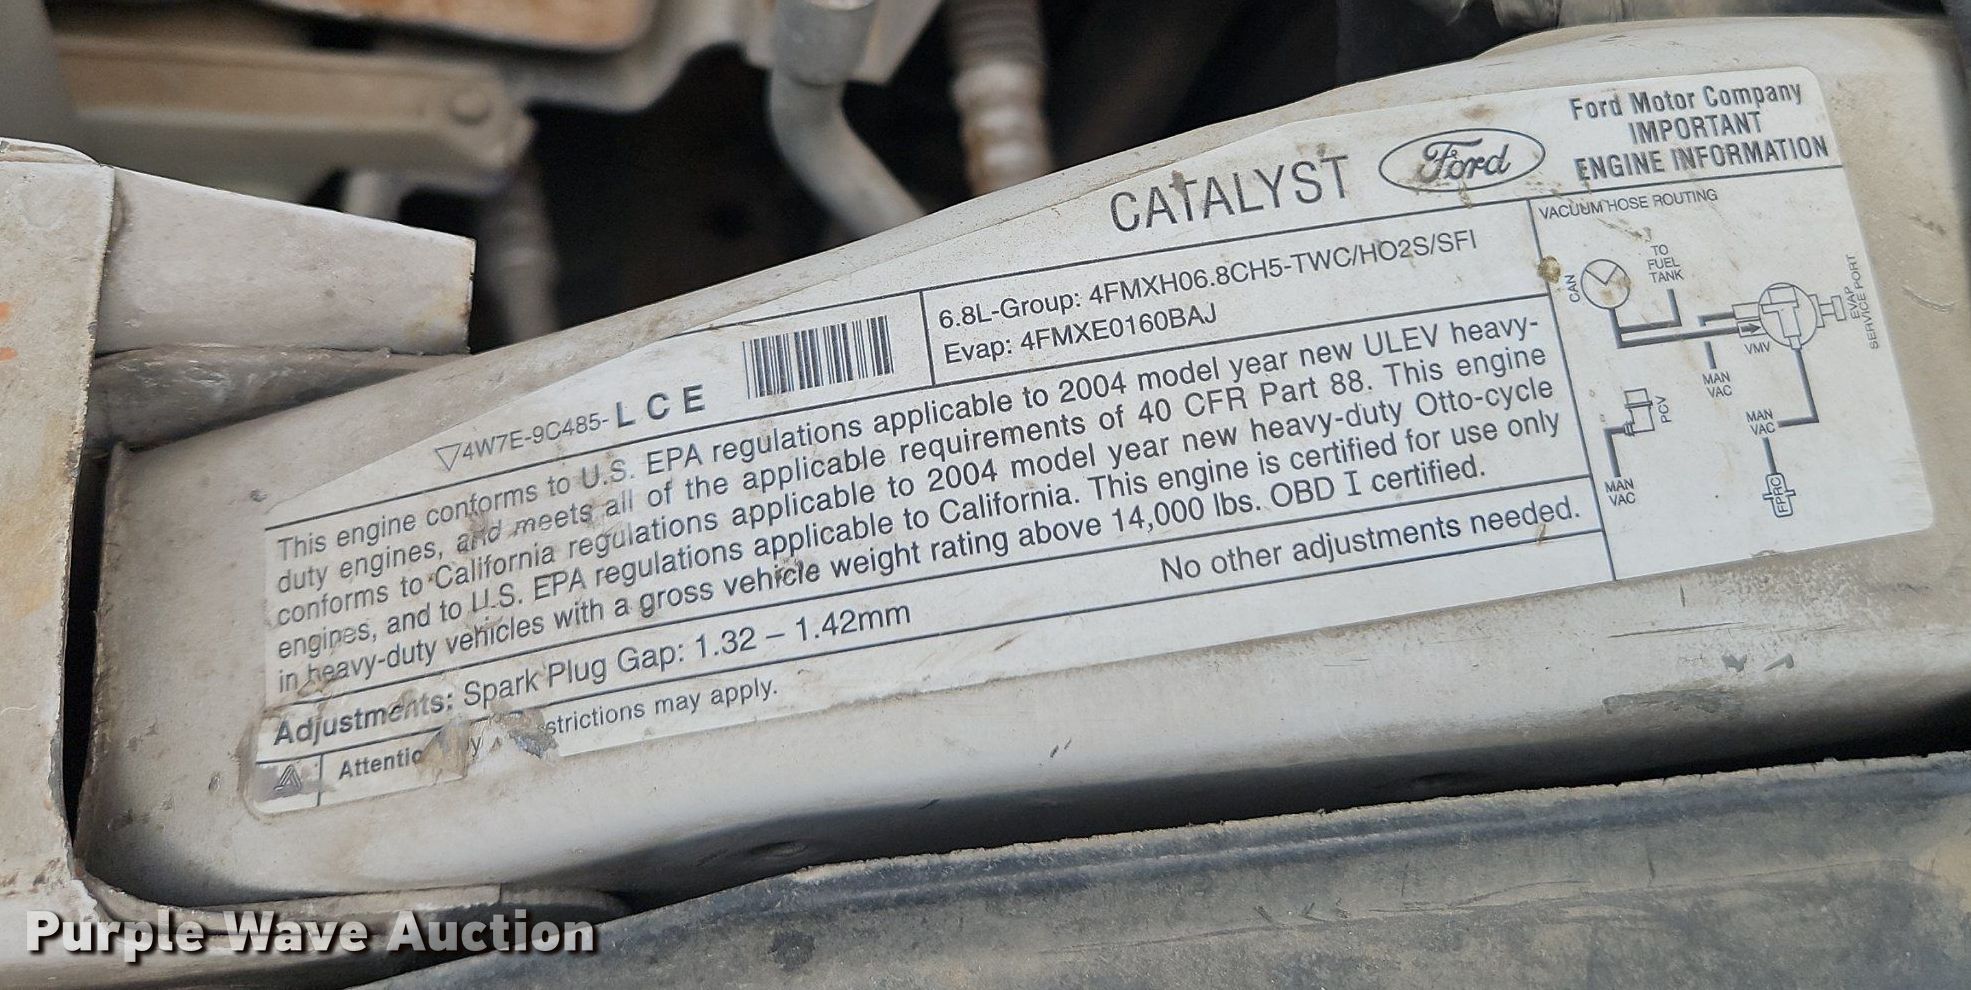 Ford Motor Company
IMPORTANT
ENGINE INFORMATION
CATALYST
Ford
4W7E-9C485-LCE
6.8L-Group: 4FMXH06.8CH5-TWC/HO2S/SFI
Evap: 4FMXE0160BAJ
This engine conforms to U.S. EPA regulations applicable to 2004 model year new ULEV heavy-
duty engines, and meets all of the applicable requirements of 40 CFR Part 88. This engine
conforms to California regulations applicable to 2004 model year new heavy-duty Otto-cycle
engines, and to U.S. EPA regulations applicable to California. This engine is certified for use only
in heavy-duty vehicles with a gross vehicle weight rating above 14,000 lbs. OBD I certified.
Adjustments: Spark Plug Gap: 1.32 – 1.42mm
No other adjustments needed.
may apply.
VACUUM HOSE ROUTING
CAN
TO
FUEL
TANK
EVAP
SERVICE PORT
VMV
MAN
VAC
PCV
MAN
VAC
MAN
VAC
FPRC
Purple Wave Auction